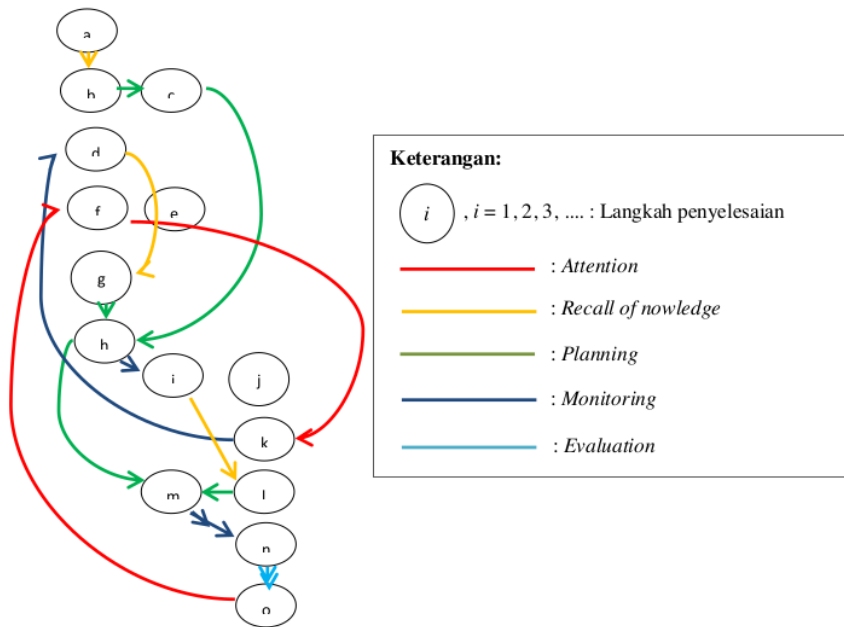 a
b
c
d
f
e
g
h
i
j
k
m
l
n
o
Keterangan:
i , i = 1, 2, 3, .... : Langkah penyelesaian
: Attention
: Recall of nowledge
: Planning
: Monitoring
: Evaluation